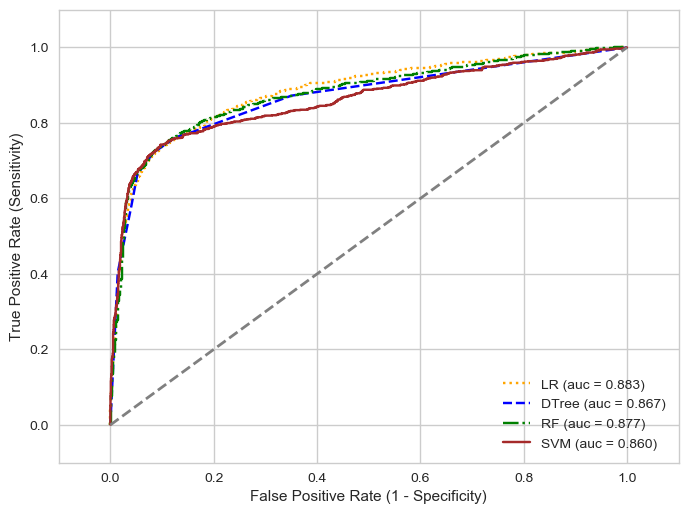 1.0
0.8
0.6
0.4
0.2
0.0
True Positive Rate (Sensitivity)
LR (auc = 0.883)
DTree (auc = 0.867)
RF (auc = 0.877)
SVM (auc = 0.860)
0.0 0.2 0.4 0.6 0.8 1.0
False Positive Rate (1 - Specificity)